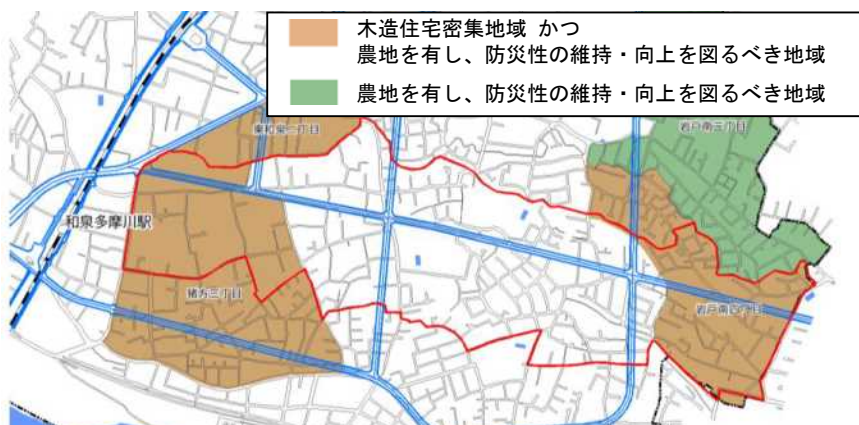 木造住宅密集地域 かつ
農地を有し、防災性の維持・向上を図るべき地域
農地を有し、防災性の維持・向上を図るべき地域
東和泉二丁目
岩戸南三丁目
和泉多摩川駅
猪方三丁目
岩戸南四丁目